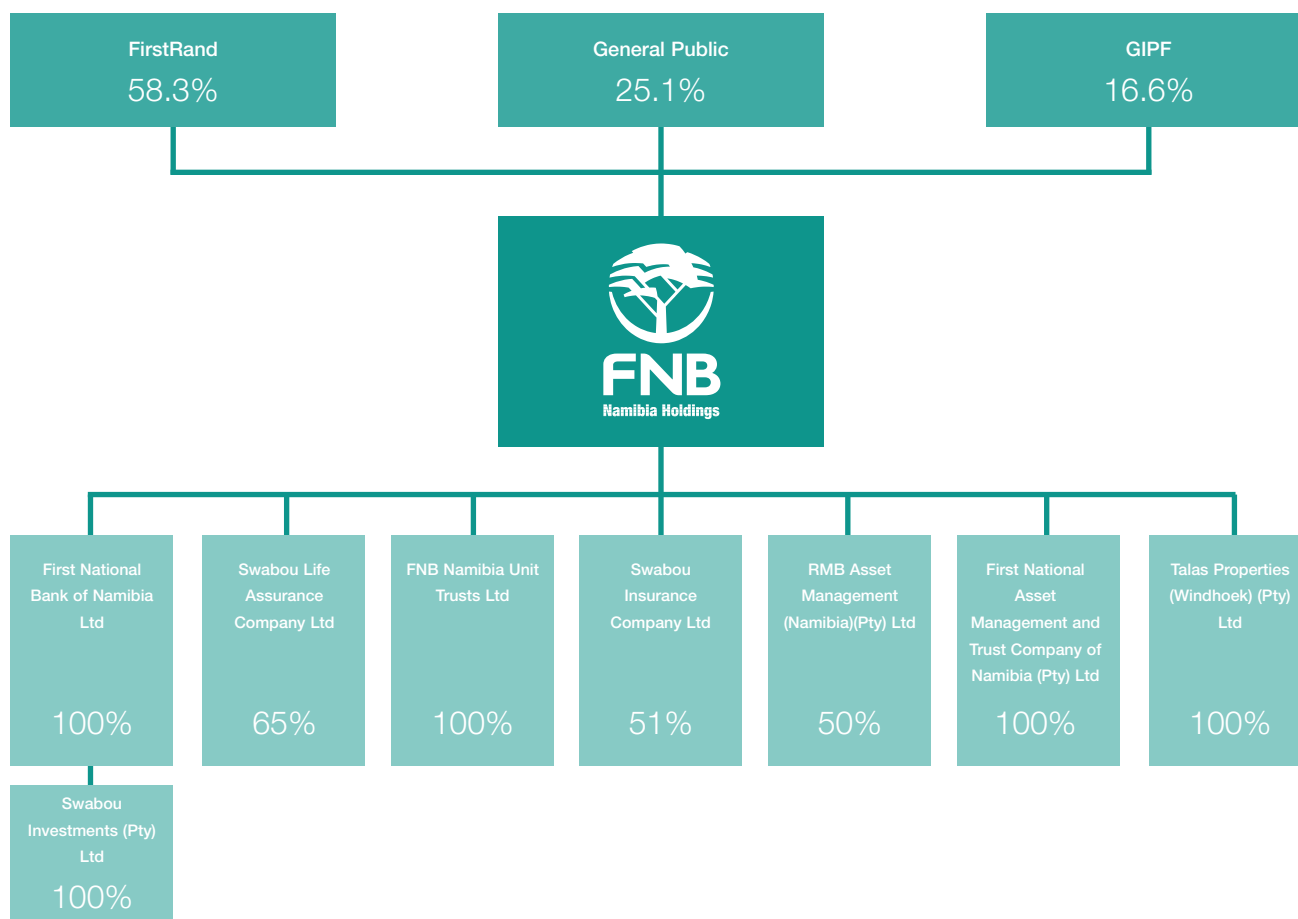 FirstRand
58.3%
General Public
25.1%
GIPF
16.6%
FNB
Namibia Holdings
First National
Bank of Namibia
Ltd
100%
Swabou Life
Assurance
Company Ltd
65%
FNB Namibia Unit
Trusts Ltd
100%
Swabou
Insurance
Company Ltd
51%
RMB Asset
Management
(Namibia)(Pty) Ltd
50%
First National
Asset
Management and
Trust Company of
Namibia (Pty) Ltd
100%
Talas Properties
(Windhoek) (Pty)
Ltd
100%
Swabou
Investments (Pty)
Ltd
100%